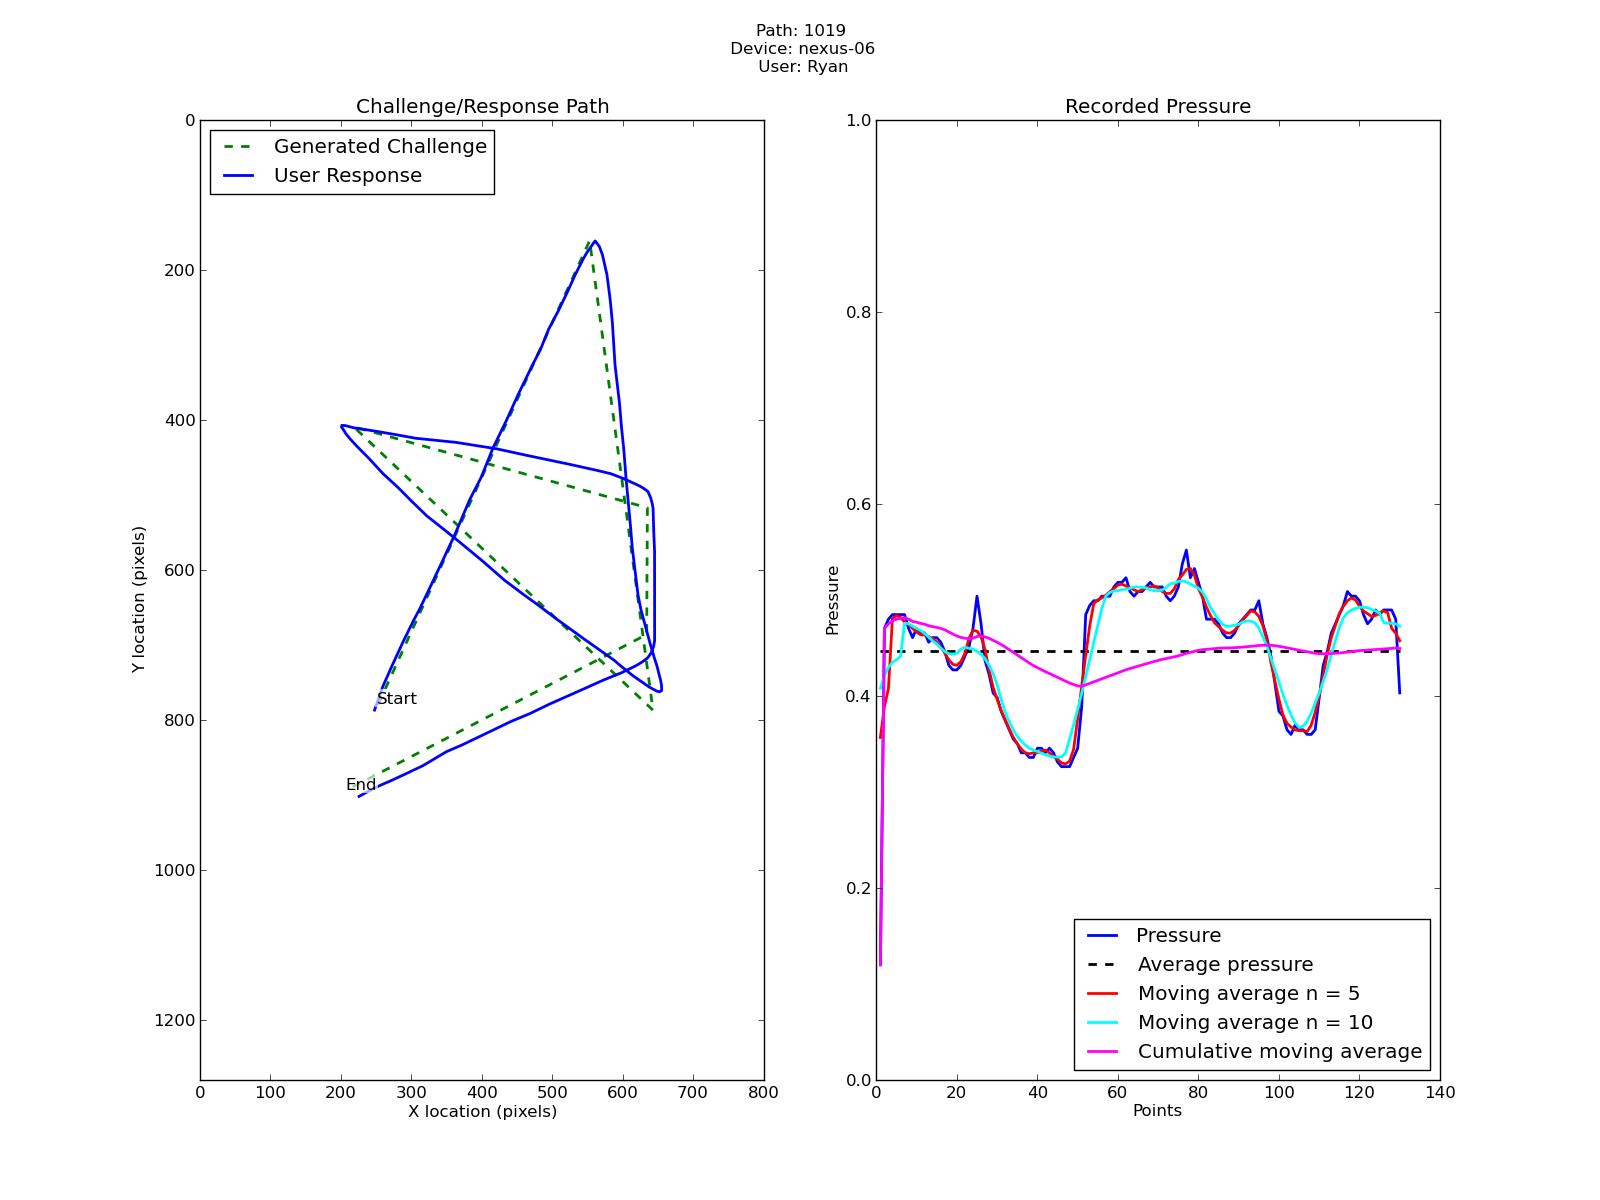 Path: 1019
Device: nexus-06
User: Ryan
Challenge/Response Path
Generated Challenge
User Response
Start
End
0
200
400
600
800
1000
1200
Y location (pixels)
0 100 200 300 400 500 600 700 800
X location (pixels)
Recorded Pressure
1.0
0.8
0.6
0.4
0.2
0.0
Pressure
Pressure
Average pressure
Moving average n = 5
Moving average n = 10
Cumulative moving average
0 20 40 60 80 100 120 140
Points